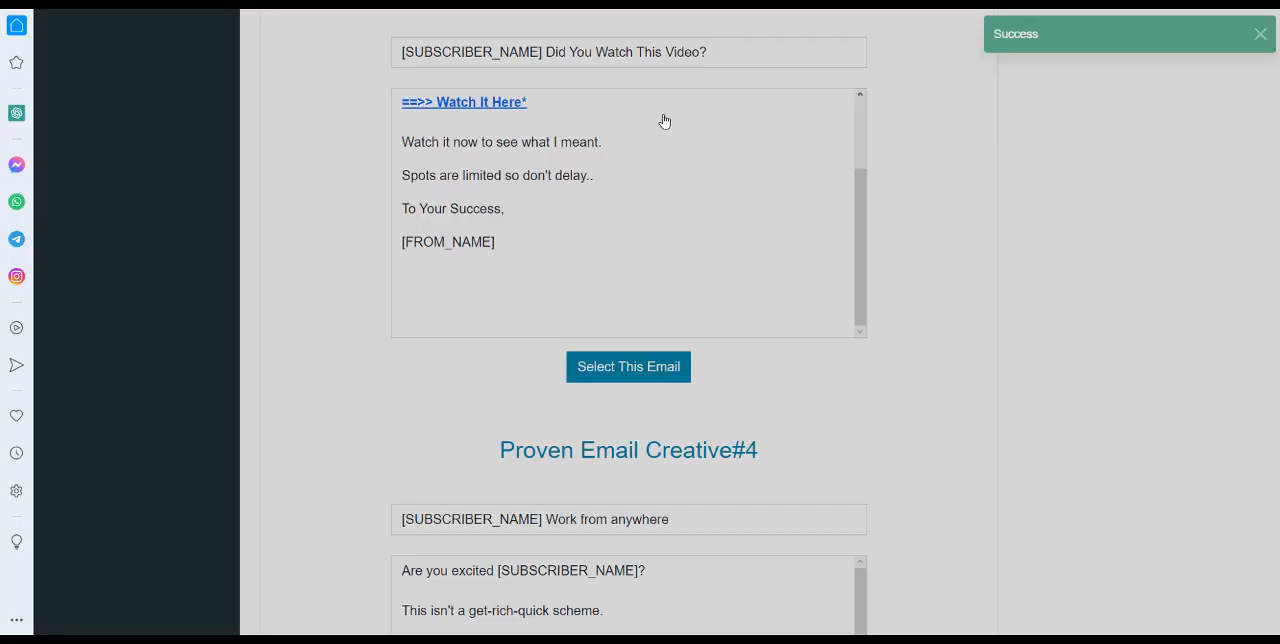 Success
[SUBSCRIBER_NAME] Did You Watch This Video?
==>> Watch It Here*
Watch it now to see what I meant.
Spots are limited so don't delay..
To Your Success,
[FROM_NAME]
Select This Email
Proven Email Creative#4
[SUBSCRIBER_NAME] Work from anywhere
Are you excited [SUBSCRIBER_NAME]?
This isn't a get-rich-quick scheme.